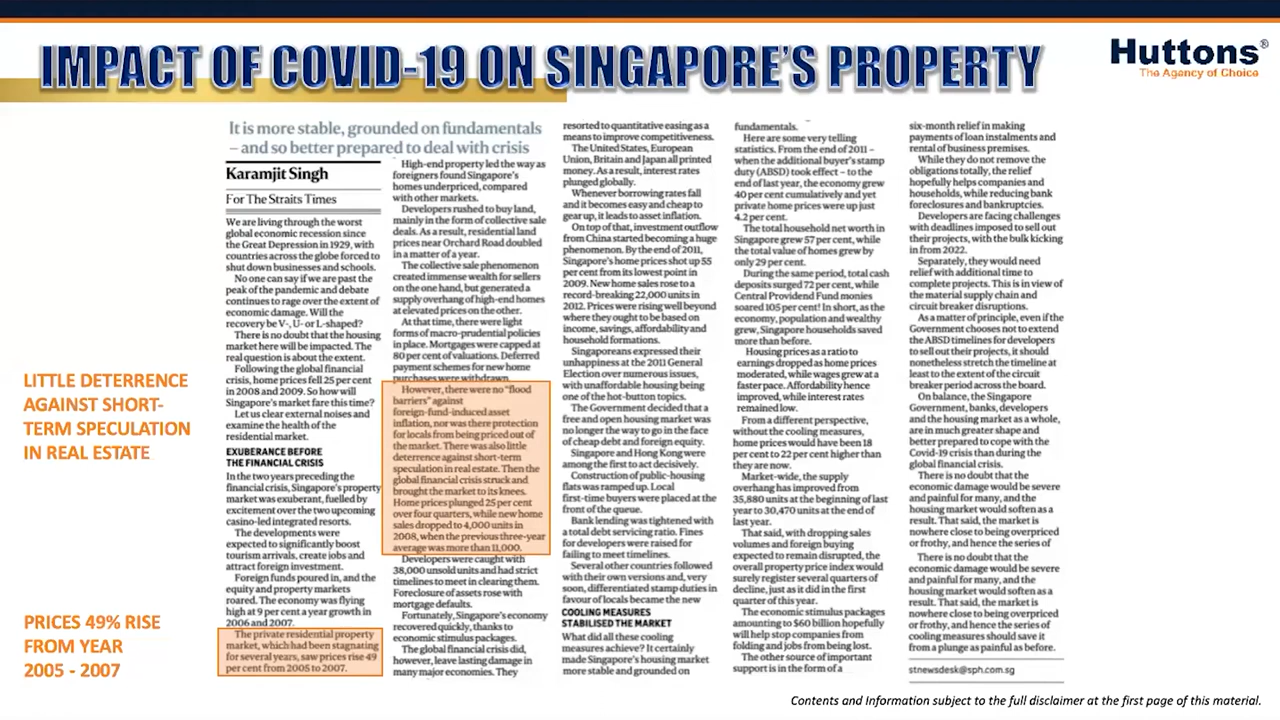 IMPACT OF COVID-19 ON SINGAPORE'S PROPERTY
Huttons®
The Agency of Choice
It is more stable, grounded on fundamentals
– and so better prepared to deal with crisis
Karamjit Singh
For The Straits Times
We are living through the worst
global economic recession since
the Great Depression in 1929, with
countries across the globe forced to
shut down businesses and schools.
No one can say if we are past the
peak of the pandemic and debate
continues to rage over the extent of
economic damage. Will the
recovery be V-, U- or L-shaped?
There is no doubt that the housing
market here will be impacted. The
real question is about the extent.
Following the global financial
crisis, home prices fell 25 per cent
in 2008 and 2009. So how will
Singapore's market fare this time?
Let us clear external noises and
examine the health of the
residential market.
EXUBERANCE BEFORE
THE FINANCIAL CRISIS
In the two years preceding the
financial crisis, Singapore's property
market was exuberant, fuelled by
excitement over the two upcoming
casino-led integrated resorts.
The developments were
expected to significantly boost
tourism arrivals, create jobs and
attract foreign investment.
Foreign funds poured in, and the
equity and property markets
roared. The economy was flying
high at 9 per cent a year growth in
2006 and 2007.
The private residential property
market, which had been stagnating
for several years, saw prices rise 49
per cent from 2005 to 2007.
High-end property led the way as
foreigners found Singapore's
homes underpriced, compared
with other markets.
Developers rushed to buy land,
mainly in the form of collective sale
deals. As a result, residential land
prices near Orchard Road doubled
in a matter of a year.
The collective sale phenomenon
created immense wealth for sellers
on the one hand, but generated a
supply overhang of high-end homes
at elevated prices on the other.
At that time, there were light
forms of macro-prudential policies
in place. Mortgages were capped at
80 per cent of valuations. Deferred
payment schemes for new home
purchases were withdrawn.
However, there were no "flood
barriers" against
foreign-fund-induced asset
inflation, nor was there protection
for locals from being priced out of
the market. There was also little
deterrence against short-term
speculation in real estate. Then the
global financial crisis struck and
brought the market to its knees.
Home prices plunged 25 per cent
over four quarters, while new home
sales dropped to 4,000 units in
2008, when the previous three-year
average was more than 11,000.
Developers were caught with
38,000 unsold units and had strict
timelines to meet in clearing them.
Foreclosure of assets rose with
mortgage defaults.
Fortunately, Singapore's economy
recovered quickly, thanks to
economic stimulus packages.
The global financial crisis did,
however, leave lasting damage in
many major economies. They
resorted to quantitative easing as a
means to improve competitiveness.
The United States, European
Union, Britain and Japan all printed
money. As a result, interest rates
plunged globally.
Whenever borrowing rates fall
and it becomes easy and cheap to
gear up, it leads to asset inflation.
On top of that, investment outflow
from China started becoming a huge
phenomenon. By the end of 2011,
Singapore's home prices shot up 55
per cent from its lowest point in
2009. New home sales rose to a
record-breaking 22,000 units in
2012. Prices were rising well beyond
where they ought to be based on
income, savings, affordability and
household formations.
Singaporeans expressed their
unhappiness at the 2011 General
Election over numerous issues,
with unaffordable housing being
one of the hot-button topics.
The Government decided that a
free and open housing market was
no longer the way to go in the face
of cheap debt and foreign equity.
Singapore and Hong Kong were
among the first to act decisively.
Construction of public-housing
flats was ramped up. Local
first-time buyers were placed at the
front of the queue.
Bank lending was tightened with
a total debt servicing ratio. Fines
for developers were raised for
failing to meet timelines.
Several other countries followed
with their own versions and, very
soon, differentiated stamp duties in
favour of locals became the new
COOLING MEASURES
STABILISED THE MARKET
What did all these cooling
measures achieve? It certainly
made Singapore's housing market
more stable and grounded on
fundamentals.
Here are some very telling
statistics. From the end of 2011 –
when the additional buyer's stamp
duty (ABSD) took effect – to the
end of last year, the economy grew
40 per cent cumulatively and yet
private home prices were up just
4.2 per cent.
The total household net worth in
Singapore grew 57 per cent, while
the total value of homes grew by
only 29 per cent.
During the same period, total cash
deposits surged 72 per cent, while
Central Providend Fund monies
soared 105 per cent! In short, as the
economy, population and wealthy
grew, Singapore households saved
more than before.
Housing prices as a ratio to
earnings dropped as home prices
moderated, while wages grew at a
faster pace. Affordability hence
improved, while interest rates
remained low.
From a different perspective,
without the cooling measures,
home prices would have been 18
per cent to 22 per cent higher than
they are now.
Market-wide, the supply
overhang has improved from
35,880 units at the beginning of last
year to 30,470 units at the end of
last year.
That said, with dropping sales
volumes and foreign buying
expected to remain disrupted, the
overall property price index would
surely register several quarters of
decline, just as it did in the first
quarter of this year.
The economic stimulus packages
amounting to $60 billion hopefully
will help stop companies from
folding and jobs from being lost.
The other source of important
support is in the form of a
six-month relief in making
payments of loan instalments and
rental of business premises.
While they do not remove the
obligations totally, the relief
hopefully helps companies and
households, while reducing bank
foreclosures and bankruptcies.
Developers are facing challenges
with deadlines imposed to sell out
their projects, with the bulk kicking
in from 2022.
Separately, they would need
relief with additional time to
complete projects. This is in view of
the material supply chain and
circuit breaker disruptions.
As a matter of principle, even if the
Government chooses not to extend
the ABSD timelines for developers
to sell out their projects, it should
nonetheless stretch the timeline at
least to the extent of the circuit
breaker period across the board.
On balance, the Singapore
Government, banks, developers
and the housing market as a whole,
are in much greater shape and
better prepared to cope with the
Covid-19 crisis than during the
global financial crisis.
There is no doubt that the
economic damage would be severe
and painful for many, and the
housing market would soften as a
result. That said, the market is
nowhere close to being overpriced
or frothy, and hence the series of
There is no doubt that the
economic damage would be severe
and painful for many, and the
housing market would soften as a
result. That said, the market is
nowhere close to being overpriced
or frothy, and hence the series of
cooling measures should save it
from a plunge as painful as before.
stnewsdesk@sph.com.sg
LITTLE DETERRENCE
AGAINST SHORT-
TERM SPECULATION
IN REAL ESTATE
PRICES 49% RISE
FROM YEAR
2005 - 2007
Contents and Information subject to the full disclaimer at the first page of this material.